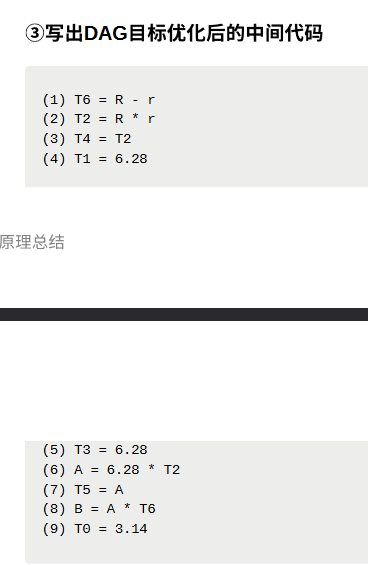 ③写出DAG目标优化后的中间代码
(1) T6 = R - r
(2) T2 = R * r
(3) T4 = T2
(4) T1 = 6.28
原理总结
(5) T3 = 6.28
(6) A = 6.28 * T2
(7) T5 = A
(8) B = A * T6
(9) T0 = 3.14